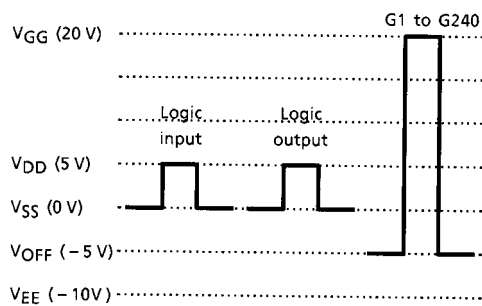 G1 to G240
VGG (20 V)
Logic input
Logic output
VDD (5 V)
VSS (0 V)
VOFF (−5 V)
VEE (−10V)